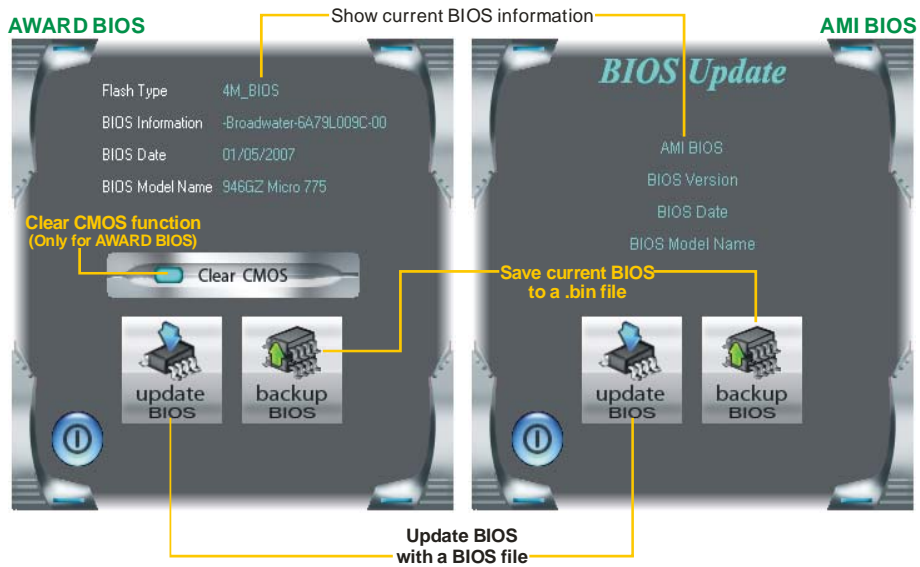 Show current BIOS information
AWARD BIOS
AMI BIOS
Flash Type 4M_BIOS
BIOS Information -Broadwater-6A79L009C-00
BIOS Date 01/05/2007
BIOS Model Name 946GZ Micro 775
Clear CMOS function
(Only for AWARD BIOS)
Clear CMOS
update
BIOS
backup
BIOS
BIOS Update
AMI BIOS
BIOS Version
BIOS Date
BIOS Model Name
Save current BIOS
to a .bin file
update
BIOS
backup
BIOS
Update BIOS
with a BIOS file